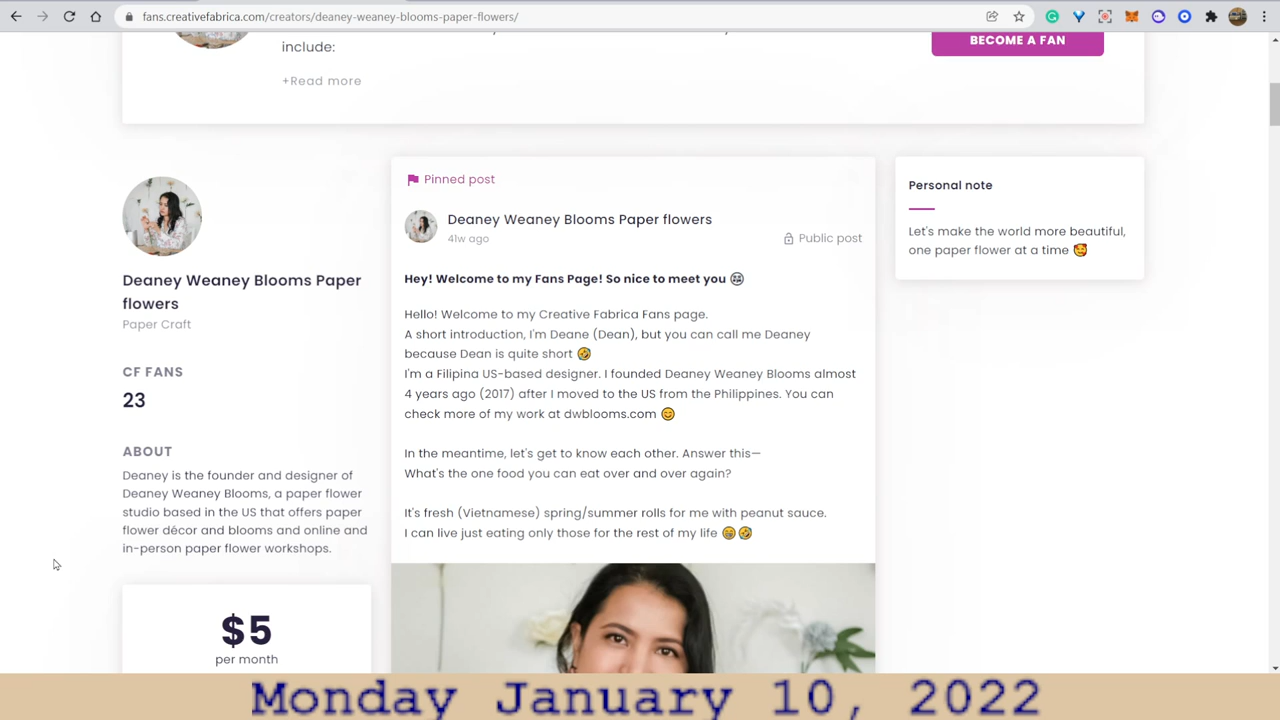 fans.creativefabrica.com/creators/deaney-weaney-blooms-paper-flowers/
include:
+Read more
BECOME A FAN
Deaney Weaney Blooms Paper
flowers
Paper Craft
CF FANS
23
ABOUT
Deaney is the founder and designer of
Deaney Weaney Blooms, a paper flower
studio based in the US that offers paper
flower décor and blooms and online and
in-person paper flower workshops.
$5
per month
Pinned post
Deaney Weaney Blooms Paper flowers
41w ago
Public post
Hey! Welcome to my Fans Page! So nice to meet you 🤗
Hello! Welcome to my Creative Fabrica Fans page.
A short introduction, I'm Deane (Dean), but you can call me Deaney
because Dean is quite short 🤣
I'm a Filipina US-based designer. I founded Deaney Weaney Blooms almost
4 years ago (2017) after I moved to the US from the Philippines. You can
check more of my work at dwblooms.com 😊
In the meantime, let's get to know each other. Answer this—
What's the one food you can eat over and over again?
It's fresh (Vietnamese) spring/summer rolls for me with peanut sauce.
I can live just eating only those for the rest of my life 😁🤣
Personal note
Let's make the world more beautiful,
one paper flower at a time 🥰
Monday January 10, 2022